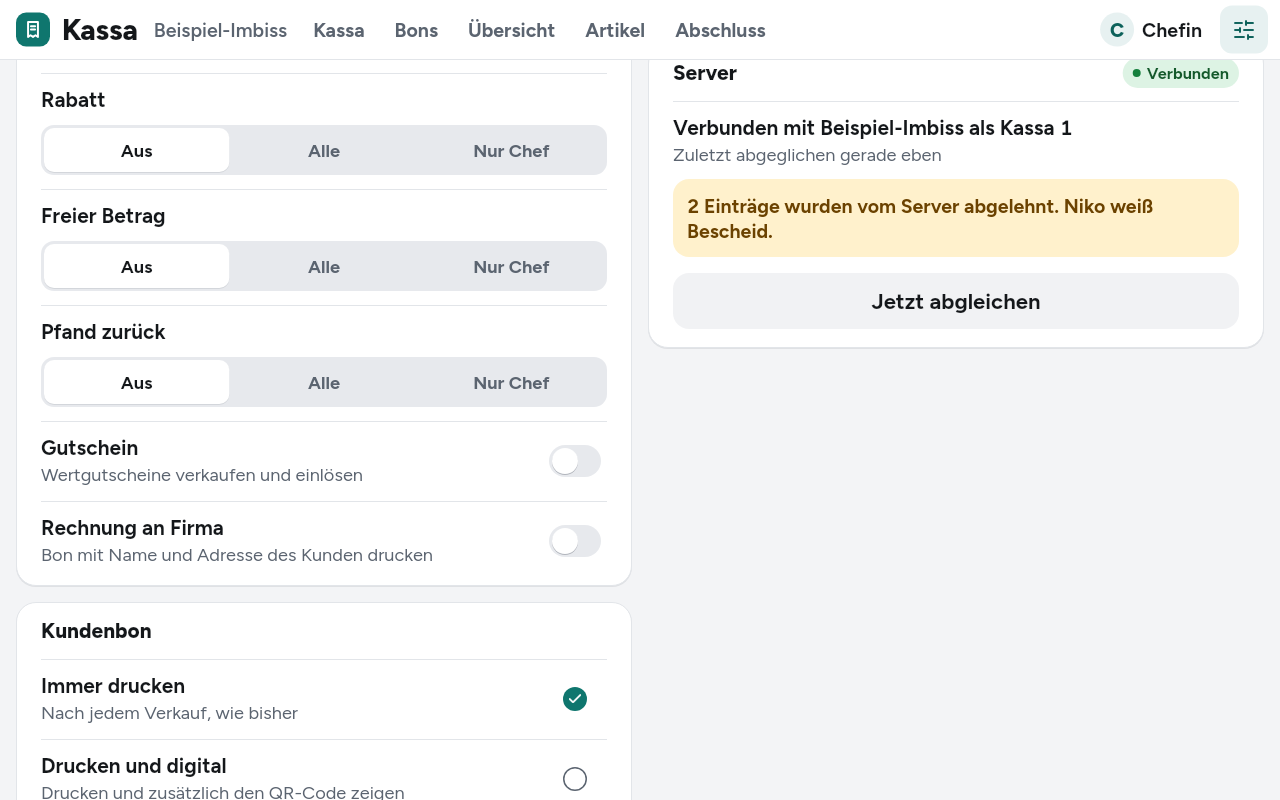 Kassa Beispiel-Imbiss Kassa Bons Übersicht Artikel Abschluss C Chefin
Rabatt
Aus Alle Nur Chef
Freier Betrag
Aus Alle Nur Chef
Pfand zurück
Aus Alle Nur Chef
Gutschein
Wertgutscheine verkaufen und einlösen
Rechnung an Firma
Bon mit Name und Adresse des Kunden drucken
Kundenbon
Immer drucken
Nach jedem Verkauf, wie bisher
Drucken und digital
Drucken und zusätzlich den QR-Code zeigen
Server Verbunden
Verbunden mit Beispiel-Imbiss als Kassa 1
Zuletzt abgeglichen gerade eben
2 Einträge wurden vom Server abgelehnt. Niko weiß
Bescheid.
Jetzt abgleichen